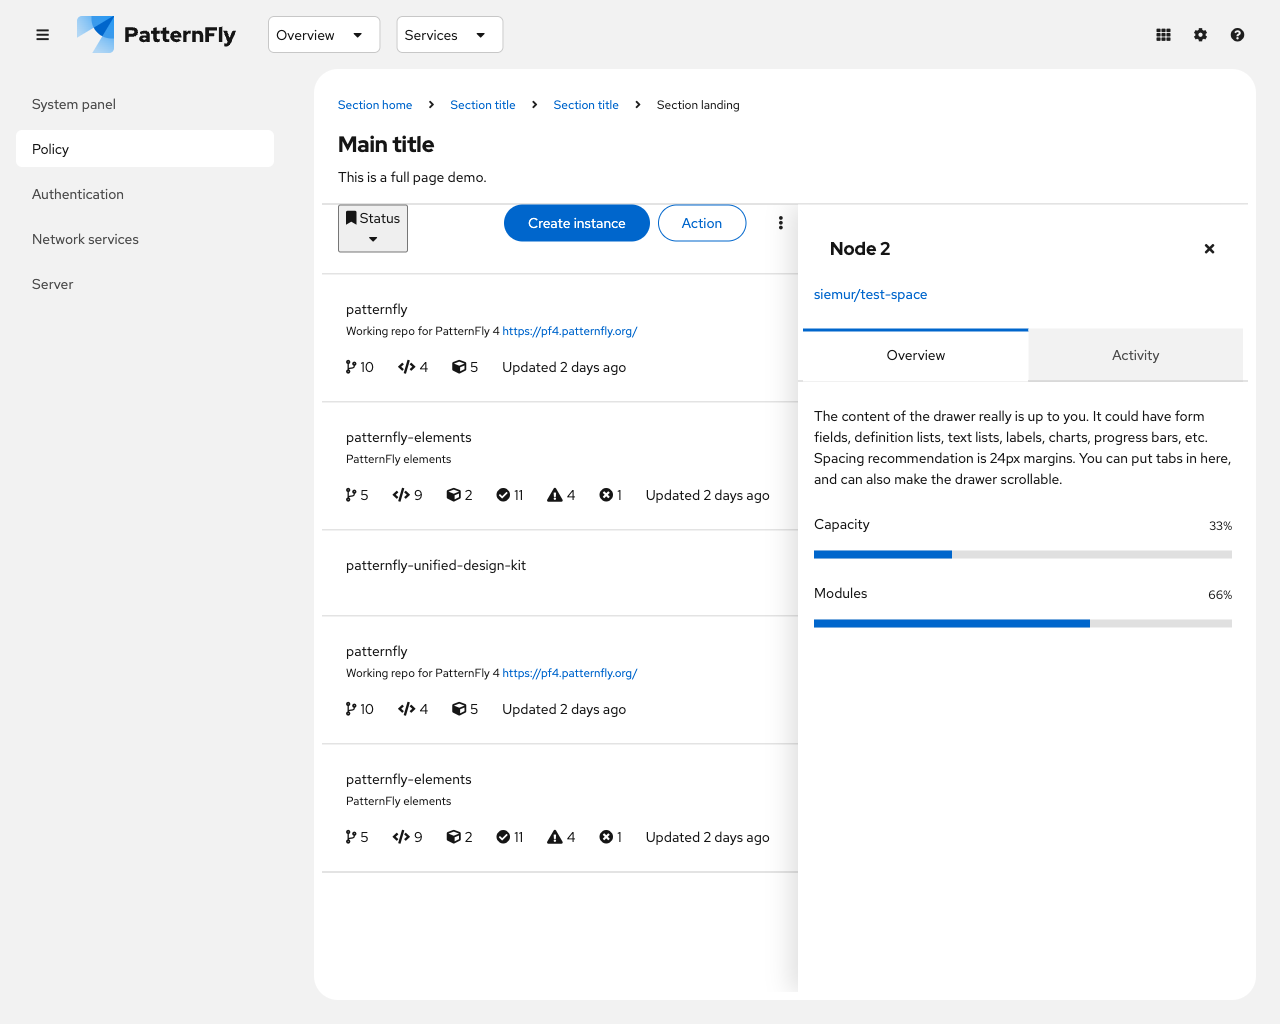 PatternFly
Overview
Services
System panel
Policy
Authentication
Network services
Server
Section home
Section title
Section title
Section landing
Main title
This is a full page demo.
Status
Create instance
Action
patternfly
Working repo for PatternFly 4 https://pf4.patternfly.org/
10 4 5 Updated 2 days ago
patternfly-elements
PatternFly elements
5 9 2 11 4 1 Updated 2 days ago
patternfly-unified-design-kit
patternfly
Working repo for PatternFly 4 https://pf4.patternfly.org/
10 4 5 Updated 2 days ago
patternfly-elements
PatternFly elements
5 9 2 11 4 1 Updated 2 days ago
Node 2
siemur/test-space
Overview
Activity
The content of the drawer really is up to you. It could have form
fields, definition lists, text lists, labels, charts, progress bars, etc.
Spacing recommendation is 24px margins. You can put tabs in here,
and can also make the drawer scrollable.
Capacity
33%
Modules
66%